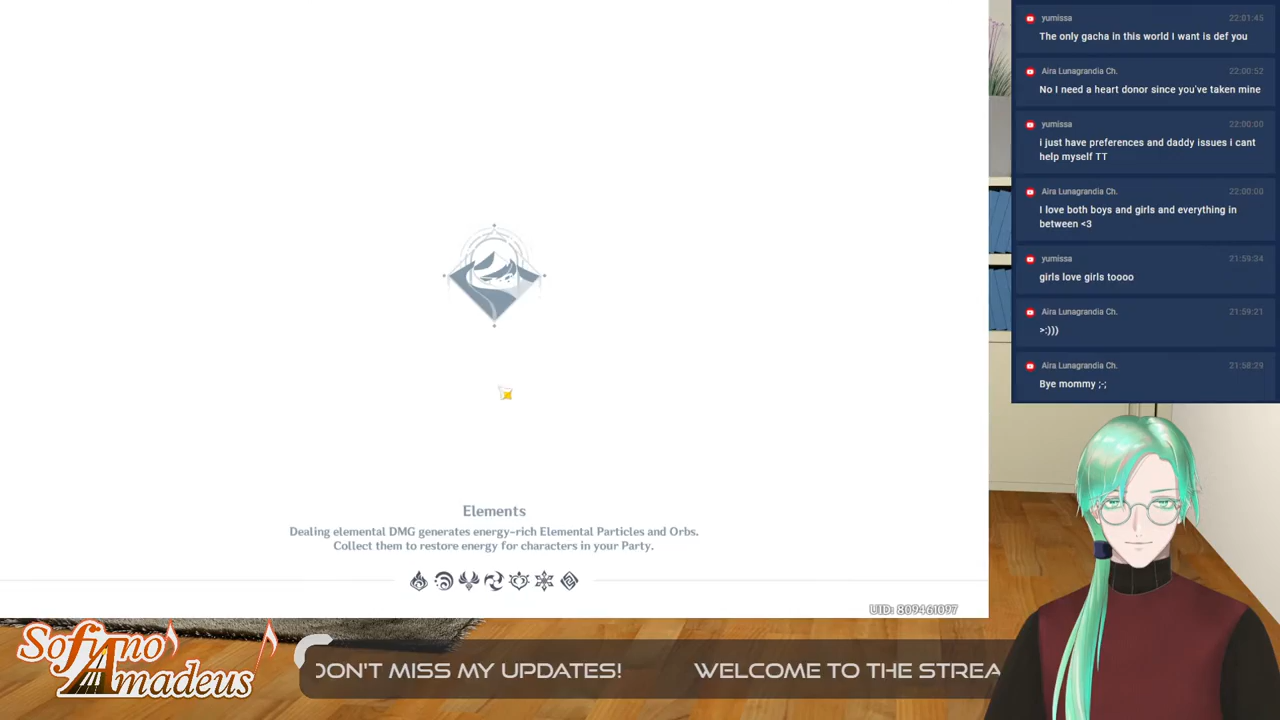 yumissa 22:01:45
The only gacha in this world I want is def you
Aira Lunagrandia Ch. 22:00:52
No I need a heart donor since you've taken mine
yumissa 22:00:00
i just have preferences and daddy issues i cant
help myself TT
Aira Lunagrandia Ch. 22:00:00
I love both boys and girls and everything in
between <3
yumissa 21:59:34
girls love girls toooo
Aira Lunagrandia Ch. 21:59:21
>:)))
Aira Lunagrandia Ch. 21:58:29
Bye mommy ;-;
Elements
Dealing elemental DMG generates energy-rich Elemental Particles and Orbs.
Collect them to restore energy for characters in your Party.
UID: 809461097
Sofiano
Amadeus
DON'T MISS MY UPDATES! WELCOME TO THE STREA